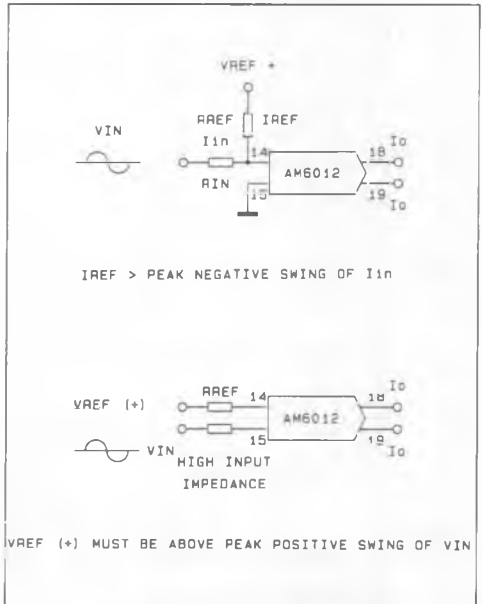 VREF +
RREF IREF
VIN
Iin
14
18 Io
AM6012
RIN
15
19
Io
IREF > PEAK NEGATIVE SWING OF Iin
RREF
14
18 Io
VREF (+)
AM6012
VIN
15
19 Io
HIGH INPUT
IMPEDANCE
VREF (+) MUST BE ABOVE PEAK POSITIVE SWING OF VIN